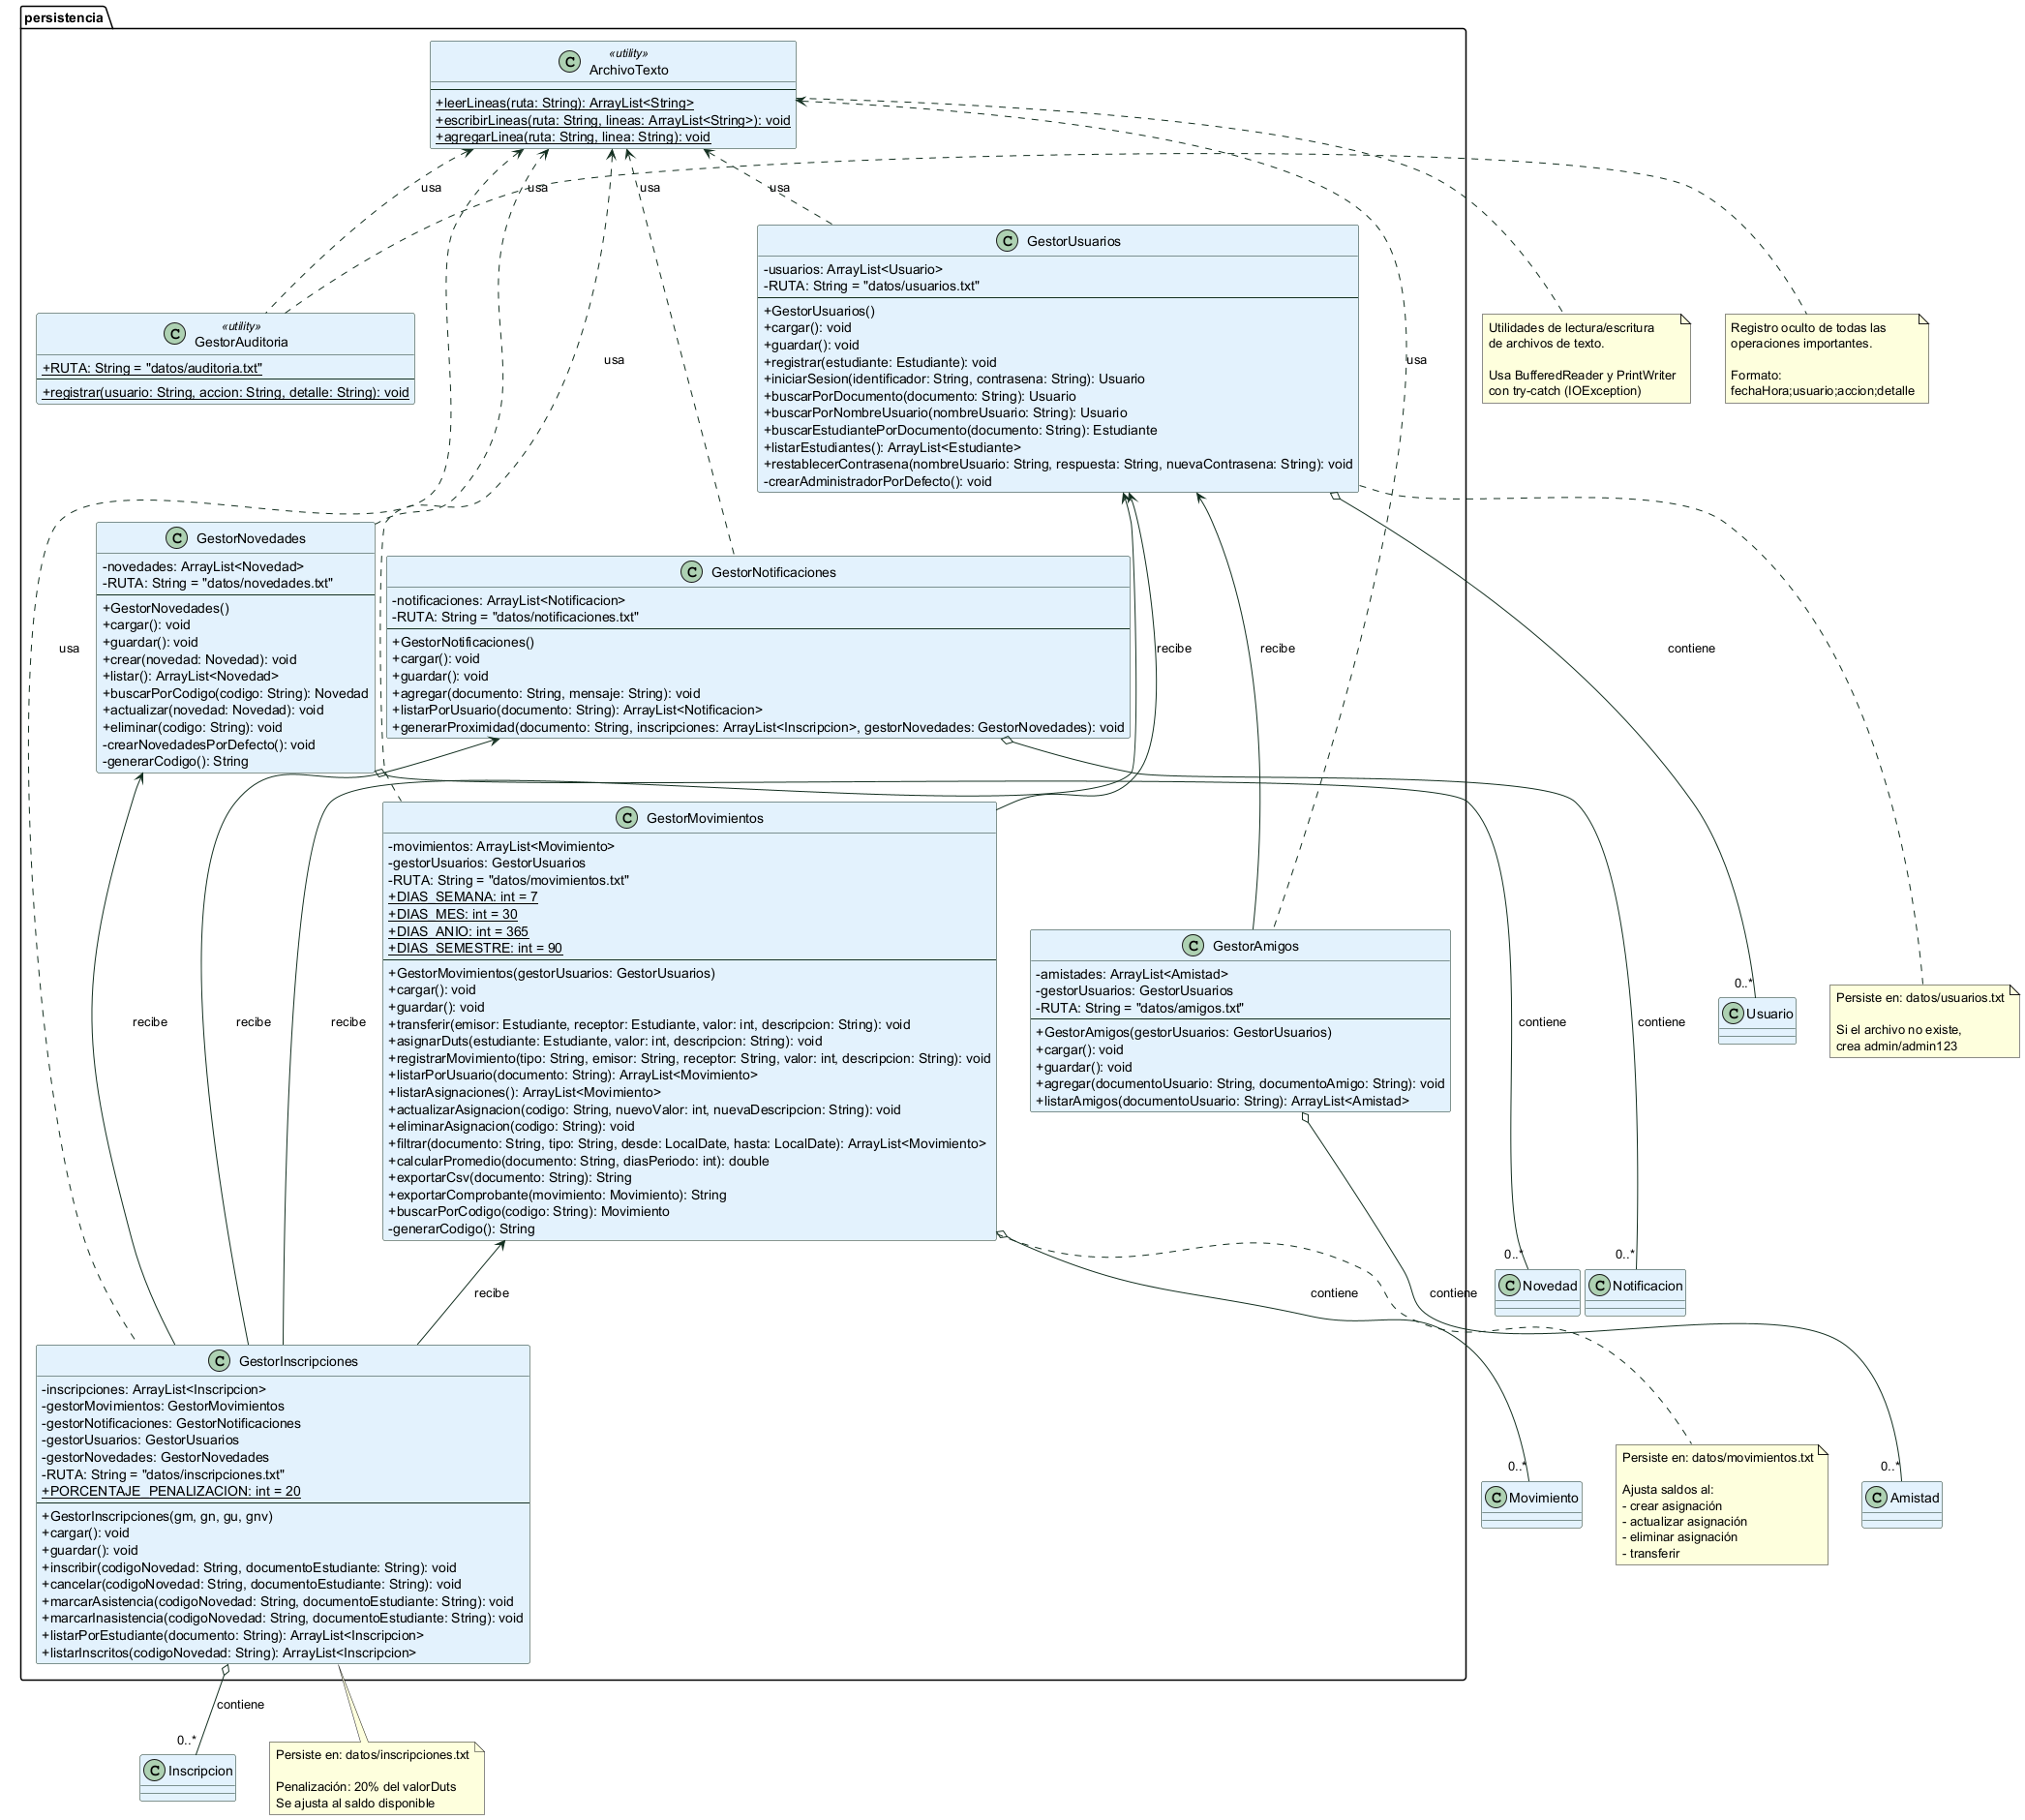 persistencia
«utility»
ArchivoTexto
+leerLineas(ruta: String): ArrayList<String>
+escribirLineas(ruta: String, lineas: ArrayList<String>): void
+agregarLinea(ruta: String, linea: String): void
usa
usa
usa
usa
GestorUsuarios
-usuarios: ArrayList<Usuario>
-RUTA: String = "datos/usuarios.txt"
+GestorUsuarios()
+cargar(): void
+guardar(): void
+registrar(estudiante: Estudiante): void
+iniciarSesion(identificador: String, contrasena: String): Usuario
+buscarPorDocumento(documento: String): Usuario
+buscarPorNombreUsuario(nombreUsuario: String): Usuario
+buscarEstudiantePorDocumento(documento: String): Estudiante
+listarEstudiantes(): ArrayList<Estudiante>
+restablecerContrasena(nombreUsuario: String, respuesta: String, nuevaContrasena: String): void
-crearAdministradorPorDefecto(): void
«utility»
GestorAuditoria
+RUTA: String = "datos/auditoria.txt"
+registrar(usuario: String, accion: String, detalle: String): void
usa
usa
Utilidades de lectura/escritura
de archivos de texto.
Usa BufferedReader y PrintWriter
con try-catch (IOException)
Registro oculto de todas las
operaciones importantes.
Formato:
fechaHora;usuario;accion;detalle
GestorNovedades
-novedades: ArrayList<Novedad>
-RUTA: String = "datos/novedades.txt"
+GestorNovedades()
+cargar(): void
+guardar(): void
+crear(novedad: Novedad): void
+listar(): ArrayList<Novedad>
+buscarPorCodigo(codigo: String): Novedad
+actualizar(novedad: Novedad): void
+eliminar(codigo: String): void
-crearNovedadesPorDefecto(): void
-generarCodigo(): String
GestorNotificaciones
-notificaciones: ArrayList<Notificacion>
-RUTA: String = "datos/notificaciones.txt"
+GestorNotificaciones()
+cargar(): void
+guardar(): void
+agregar(documento: String, mensaje: String): void
+listarPorUsuario(documento: String): ArrayList<Notificacion>
+generarProximidad(documento: String, inscripciones: ArrayList<Inscripcion>, gestorNovedades: GestorNovedades): void
usa
recibe
recibe
contiene
GestorMovimientos
-movimientos: ArrayList<Movimiento>
-gestorUsuarios: GestorUsuarios
-RUTA: String = "datos/movimientos.txt"
+DIAS_SEMANA: int = 7
+DIAS_MES: int = 30
+DIAS_ANIO: int = 365
+DIAS_SEMESTRE: int = 90
+GestorMovimientos(gestorUsuarios: GestorUsuarios)
+cargar(): void
+guardar(): void
+transferir(emisor: Estudiante, receptor: Estudiante, valor: int, descripcion: String): void
+asignarDuts(estudiante: Estudiante, valor: int, descripcion: String): void
+registrarMovimiento(tipo: String, emisor: String, receptor: String, valor: int, descripcion: String): void
+listarPorUsuario(documento: String): ArrayList<Movimiento>
+listarAsignaciones(): ArrayList<Movimiento>
+actualizarAsignacion(codigo: String, nuevoValor: int, nuevaDescripcion: String): void
+eliminarAsignacion(codigo: String): void
+filtrar(documento: String, tipo: String, desde: LocalDate, hasta: LocalDate): ArrayList<Movimiento>
+calcularPromedio(documento: String, diasPeriodo: int): double
+exportarCsv(documento: String): String
+exportarComprobante(movimiento: Movimiento): String
+buscarPorCodigo(codigo: String): Movimiento
-generarCodigo(): String
GestorAmigos
-amistades: ArrayList<Amistad>
-gestorUsuarios: GestorUsuarios
-RUTA: String = "datos/amigos.txt"
+GestorAmigos(gestorUsuarios: GestorUsuarios)
+cargar(): void
+guardar(): void
+agregar(documentoUsuario: String, documentoAmigo: String): void
+listarAmigos(documentoUsuario: String): ArrayList<Amistad>
0..*
Usuario
Persiste en: datos/usuarios.txt
Si el archivo no existe,
crea admin/admin123
recibe
recibe
recibe
contiene
contiene
0..*
0..*
Novedad
Notificacion
recibe
contiene
contiene
GestorInscripciones
-inscripciones: ArrayList<Inscripcion>
-gestorMovimientos: GestorMovimientos
-gestorNotificaciones: GestorNotificaciones
-gestorUsuarios: GestorUsuarios
-gestorNovedades: GestorNovedades
-RUTA: String = "datos/inscripciones.txt"
+PORCENTAJE_PENALIZACION: int = 20
+GestorInscripciones(gm, gn, gu, gnv)
+cargar(): void
+guardar(): void
+inscribir(codigoNovedad: String, documentoEstudiante: String): void
+cancelar(codigoNovedad: String, documentoEstudiante: String): void
+marcarAsistencia(codigoNovedad: String, documentoEstudiante: String): void
+marcarInasistencia(codigoNovedad: String, documentoEstudiante: String): void
+listarPorEstudiante(documento: String): ArrayList<Inscripcion>
+listarInscritos(codigoNovedad: String): ArrayList<Inscripcion>
0..*
Movimiento
Persiste en: datos/movimientos.txt
Ajusta saldos al:
- crear asignación
- actualizar asignación
- eliminar asignación
- transferir
0..*
Amistad
contiene
0..*
Inscripcion
Persiste en: datos/inscripciones.txt
Penalización: 20% del valorDuts
Se ajusta al saldo disponible